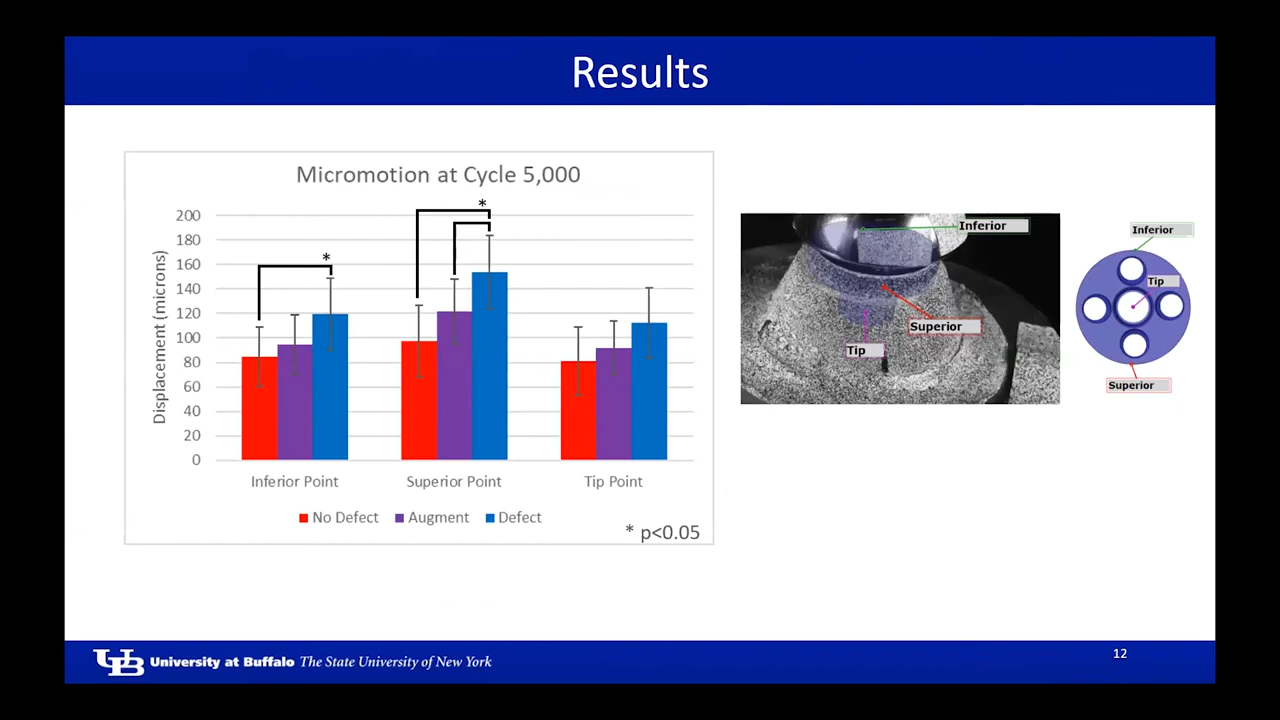 Results
Micromotion at Cycle 5,000
Displacement (microns)
200
180
160
140
120
100
80
60
40
20
0
*
*
Inferior Point
Superior Point
Tip Point
No Defect
Augment
Defect
* p<0.05
Inferior
Superior
Tip
Inferior
Tip
Superior
UB University at Buffalo The State University of New York
12